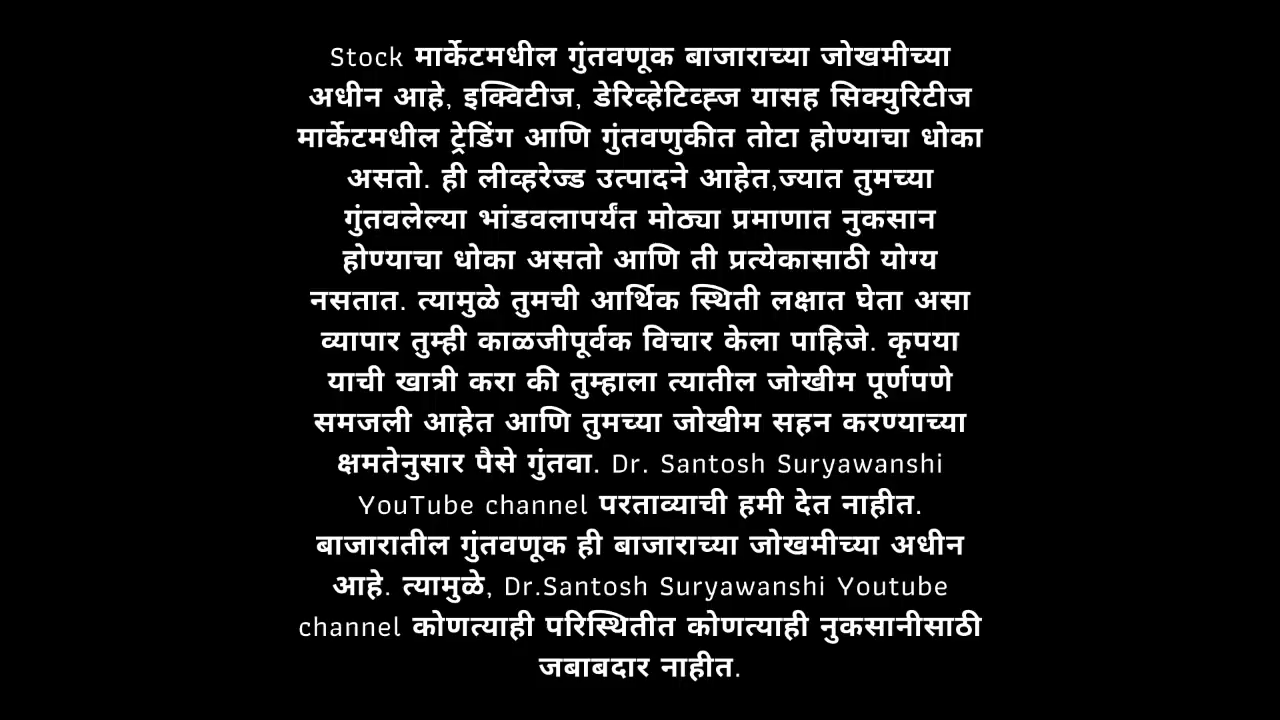 Stock मार्केटमधील गुंतवणूक बाजाराच्या जोखमीच्या
अधीन आहे, इक्विटीज, डेरिव्हेटिव्ह्ज यासह सिक्युरिटीज
मार्केटमधील ट्रेडिंग आणि गुंतवणुकीत तोटा होण्याचा धोका
असतो. ही लीव्हरेज्ड उत्पादने आहेत,ज्यात तुमच्या
गुंतवलेल्या भांडवलापर्यंत मोठ्या प्रमाणात नुकसान
होण्याचा धोका असतो आणि ती प्रत्येकासाठी योग्य
नसतात. त्यामुळे तुमची आर्थिक स्थिती लक्षात घेता असा
व्यापार तुम्ही काळजीपूर्वक विचार केला पाहिजे. कृपया
याची खात्री करा की तुम्हाला त्यातील जोखीम पूर्णपणे
समजली आहेत आणि तुमच्या जोखीम सहन करण्याच्या
क्षमतेनुसार पैसे गुंतवा. Dr. Santosh Suryawanshi
YouTube channel परताव्याची हमी देत नाहीत.
बाजारातील गुंतवणूक ही बाजाराच्या जोखमीच्या अधीन
आहे. त्यामुळे, Dr.Santosh Suryawanshi Youtube
channel कोणत्याही परिस्थितीत कोणत्याही नुकसानीसाठी
जबाबदार नाहीत.